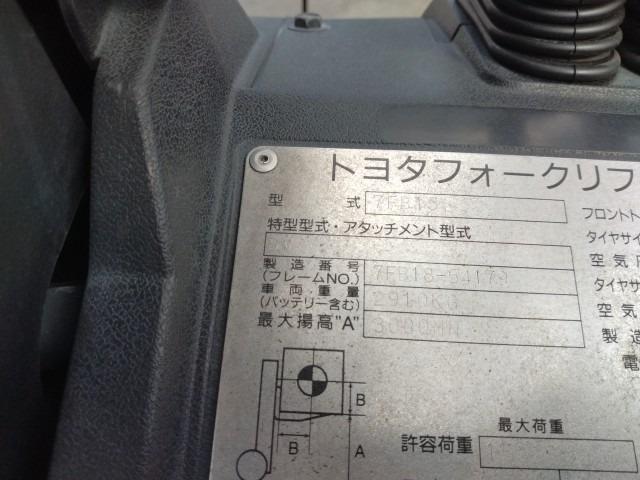 トヨタフォークリフ
型 式 7FB15
フロント
特型型式・アタッチメント型式
タイヤサイ
空気
製造番号
(フレームNO.) 7FB18-54179
タイヤサ
車両重量
(バッテリー含む) 2910KG
空気
最大揚高"A" 3000MM
製造
電
B
B
A
最大荷重
許容荷重